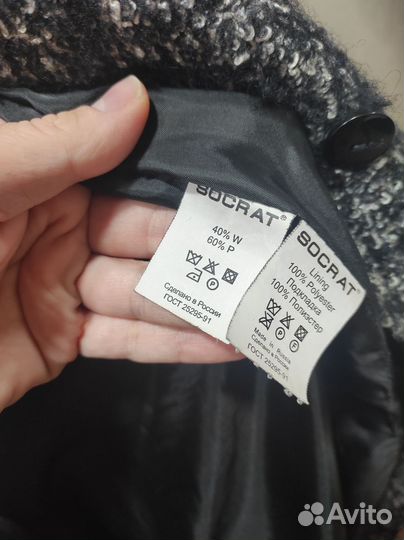 SOCRAT®
40% W
60% P
P
Сделано в России
ГОСТ 25295-91
SOCRAT
Lining
100% Polyester
Подкладка
100% Полиэстер
P F
Made in Russia
Сделано в России
ГОСТ 25295-91
Avito